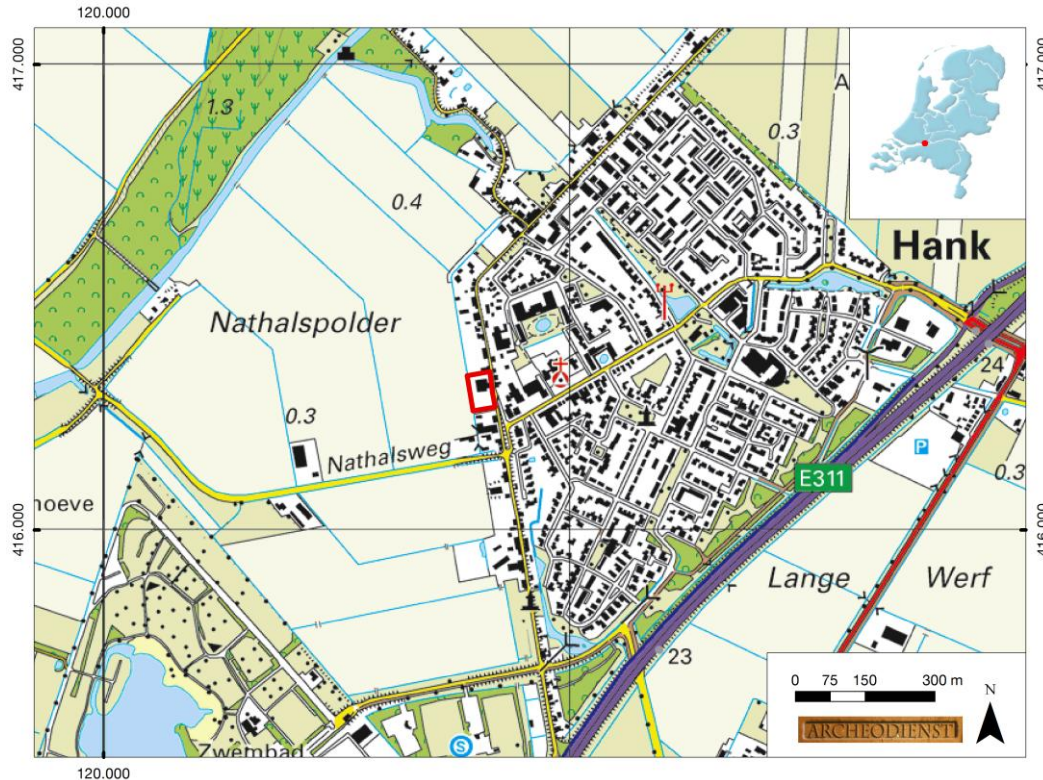 120.000
417.000
417.000
1.3
A
0.3
0.4
Hank
Nathalspolder
24
0.3
Nathalsweg
P
0.3
E311
hoeve
416.000
416.000
Lange Werf
23
0 75 150 300 m
N
ARCHEODIENST
S
Zwembad
120.000